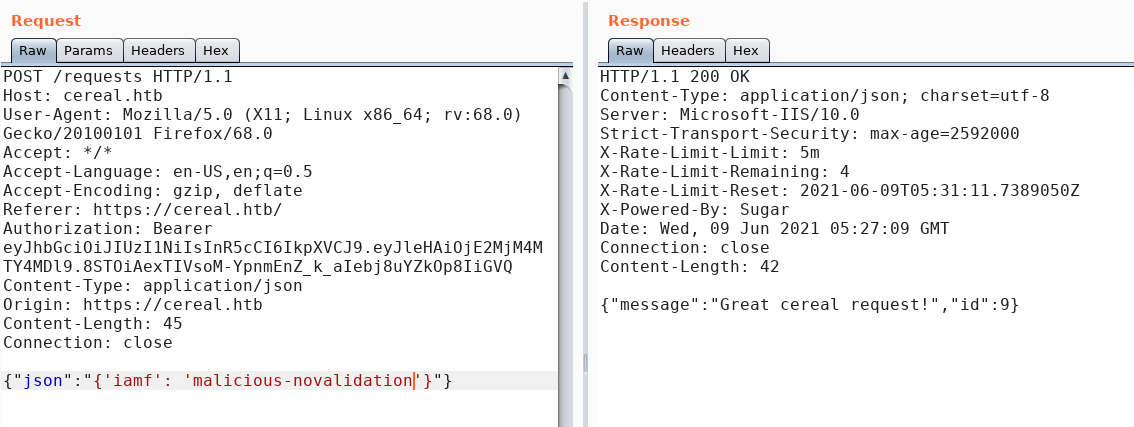 Request
Raw Params Headers Hex
POST /requests HTTP/1.1
Host: cereal.htb
User-Agent: Mozilla/5.0 (X11; Linux x86_64; rv:68.0)
Gecko/20100101 Firefox/68.0
Accept: */*
Accept-Language: en-US,en;q=0.5
Accept-Encoding: gzip, deflate
Referer: https://cereal.htb/
Authorization: Bearer
eyJhbGciOiJIUzI1NiIsInR5cCI6IkpXVCJ9.eyJleHAiOjE2MjM4M
TY4MDl9.8STOiAexTIVsoM-YpnmEnZ_k_aIebj8uYZkOp8IiGVQ
Content-Type: application/json
Origin: https://cereal.htb
Content-Length: 45
Connection: close
{"json":"{'iamf': 'malicious-novalidation'}"}
Response
Raw Headers Hex
HTTP/1.1 200 OK
Content-Type: application/json; charset=utf-8
Server: Microsoft-IIS/10.0
Strict-Transport-Security: max-age=2592000
X-Rate-Limit-Limit: 5m
X-Rate-Limit-Remaining: 4
X-Rate-Limit-Reset: 2021-06-09T05:31:11.7389050Z
X-Powered-By: Sugar
Date: Wed, 09 Jun 2021 05:27:09 GMT
Connection: close
Content-Length: 42
{"message":"Great cereal request!","id":9}